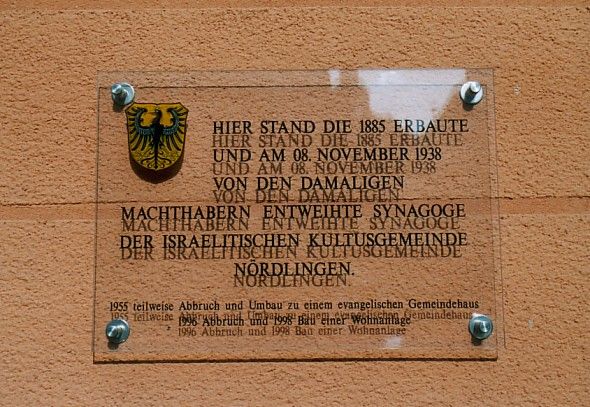 HIER STAND DIE 1885 ERBAUTE
UND AM 08. NOVEMBER 1938
VON DEN DAMALIGEN
MACHTHABERN ENTWEIHTE SYNAGOGE
DER ISRAELITISCHEN KULTUSGEMEINDE
NÖRDLINGEN.
1955 teilweise Abbruch und Umbau zu einem evangelischen Gemeindehaus
1996 Abbruch und 1998 Bau einer Wohnanlage